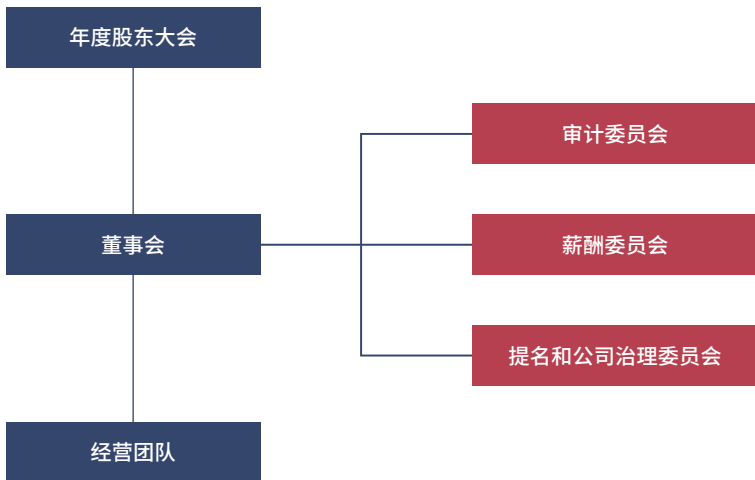 年度股东大会
审计委员会
董事会
薪酬委员会
提名和公司治理委员会
经营团队